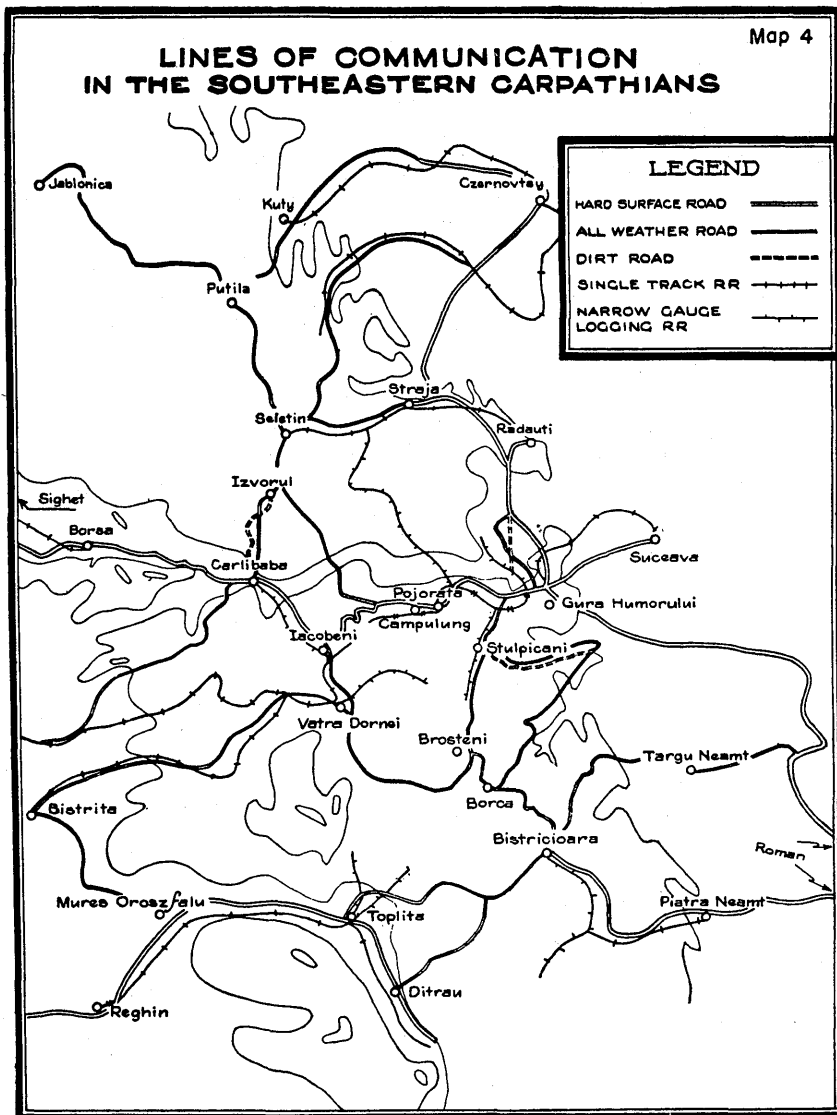 Map 4
LINES OF COMMUNICATION
IN THE SOUTHEASTERN CARPATHIANS
LEGEND
HARD SURFACE ROAD
ALL WEATHER ROAD
DIRT ROAD
SINGLE TRACK RR
NARROW GAUGE
LOGGING RR
Jablonica
Kuty
Czernovtsy
Putila
Straja
Seletin
Radauti
Izvorul
Sighet
Borsa
Suceava
Carlibaba
Pojorata
Gura Humorului
Campulung
Iacobeni
Stulpicani
Vatra Dornei
Brosteni
Targu Neamt
Borca
Bistrita
Bistricioara
Roman
Mures Oroszfalu
Toplita
Piatra Neamt
Ditrau
Reghin